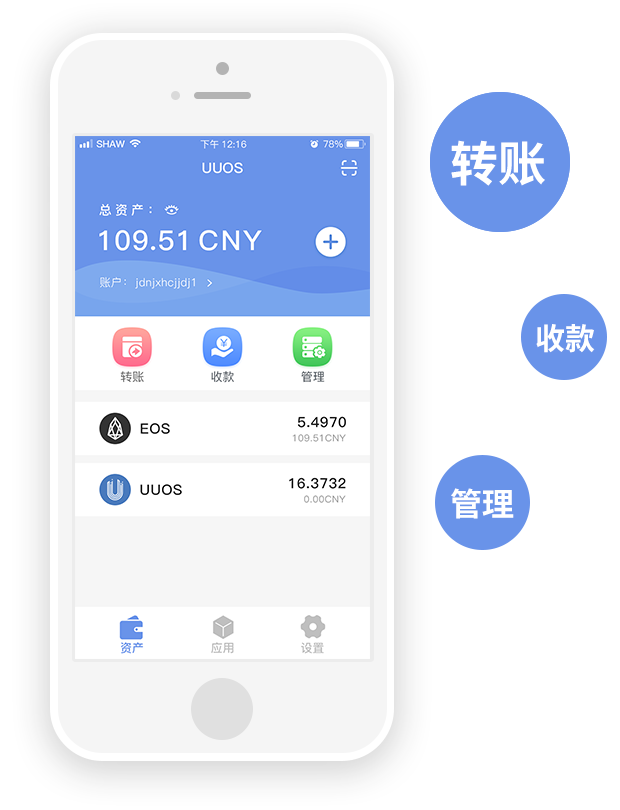 SHAW 下午 12:16 78%
UUOS
总资产：
109.51 CNY
账户： jdnjxhcjjdj1
转账 收款 管理
EOS 5.4970
109.51CNY
UUOS 16.3732
0.00CNY
资产 应用 设置
转账
收款
管理